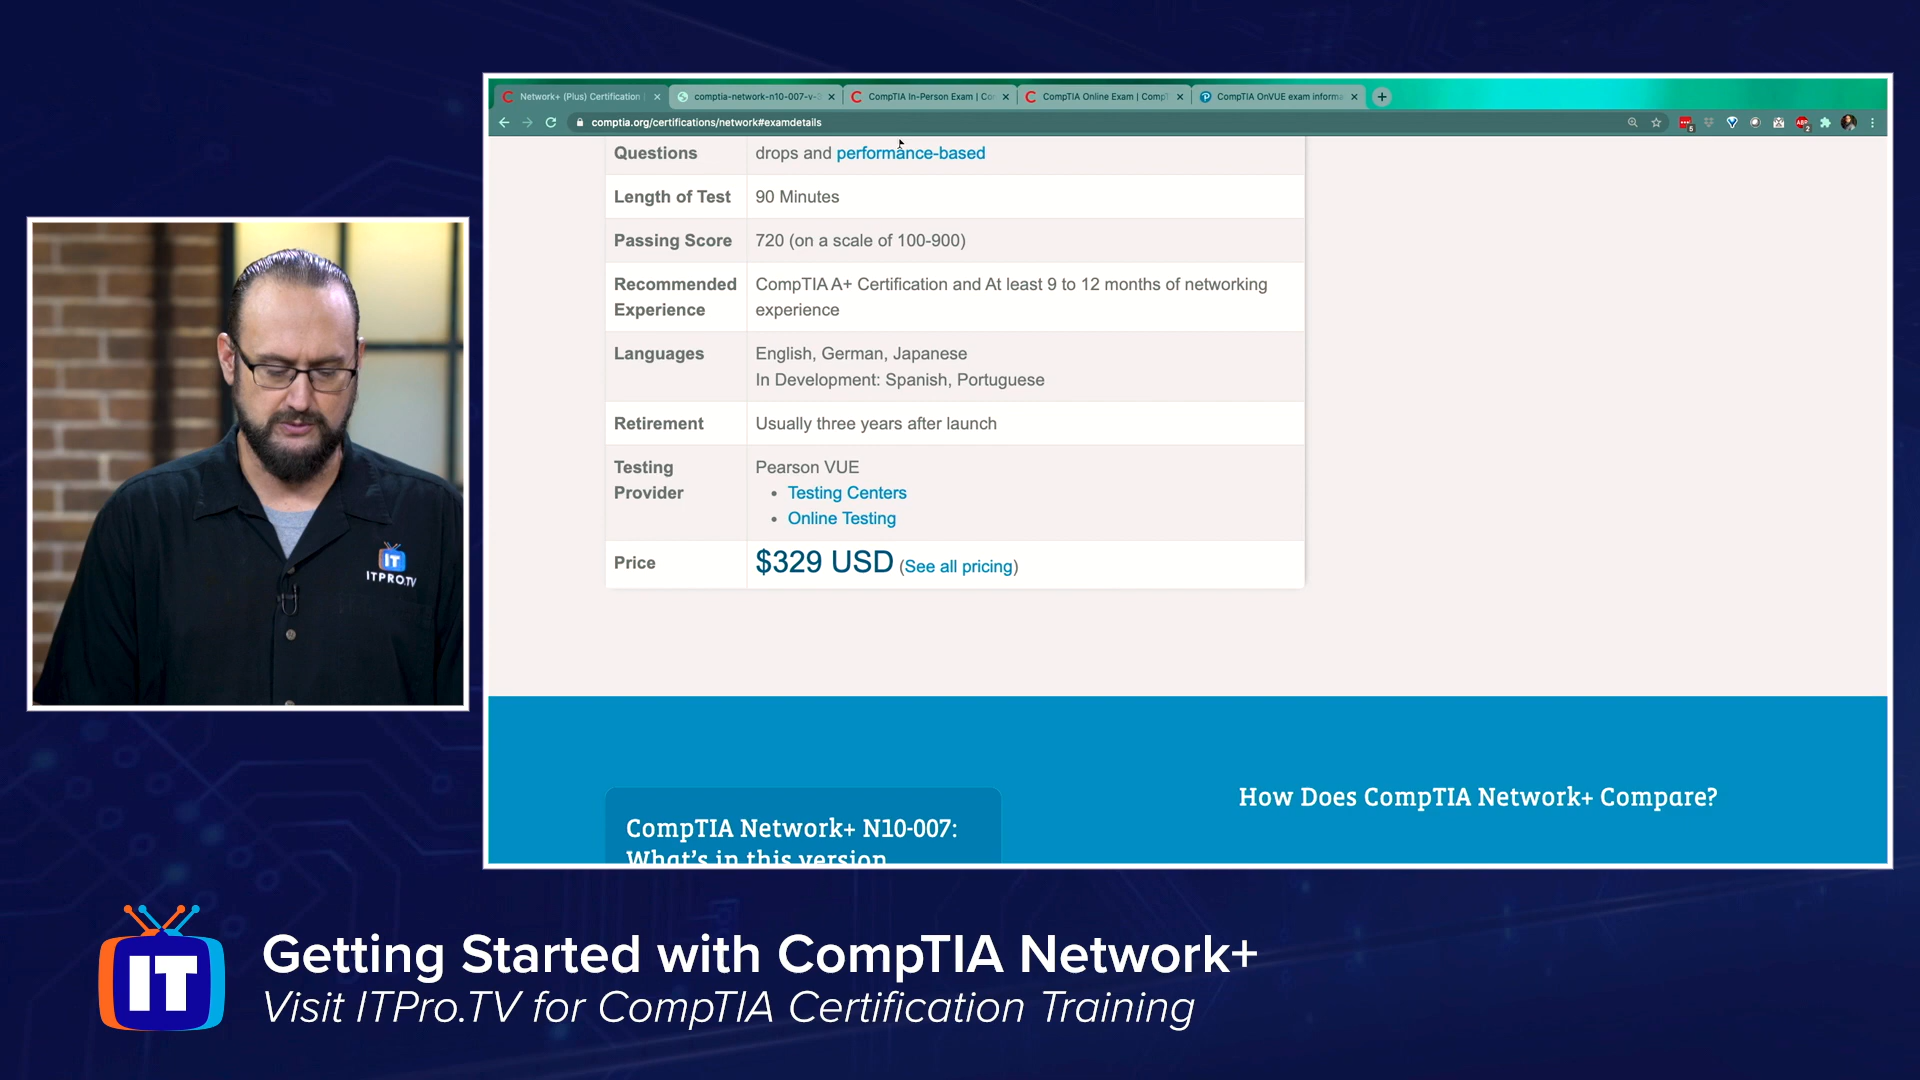 Network+ (Plus) Certification
comptia-network-n10-007-v-
CompTIA In-Person Exam | Co
CompTIA Online Exam | Comp
CompTIA OnVUE exam informa
comptia.org/certifications/network#examdetails
Questions
drops and performance-based
Length of Test
90 Minutes
Passing Score
720 (on a scale of 100-900)
Recommended Experience
CompTIA A+ Certification and At least 9 to 12 months of networking
experience
Languages
English, German, Japanese
In Development: Spanish, Portuguese
Retirement
Usually three years after launch
Testing
Provider
Pearson VUE
• Testing Centers
• Online Testing
Price
$329 USD (See all pricing)
CompTIA Network+ N10-007:
What's in this version
How Does CompTIA Network+ Compare?
IT
ITPRO.TV
IT
Getting Started with CompTIA Network+
Visit ITPro.TV for CompTIA Certification Training